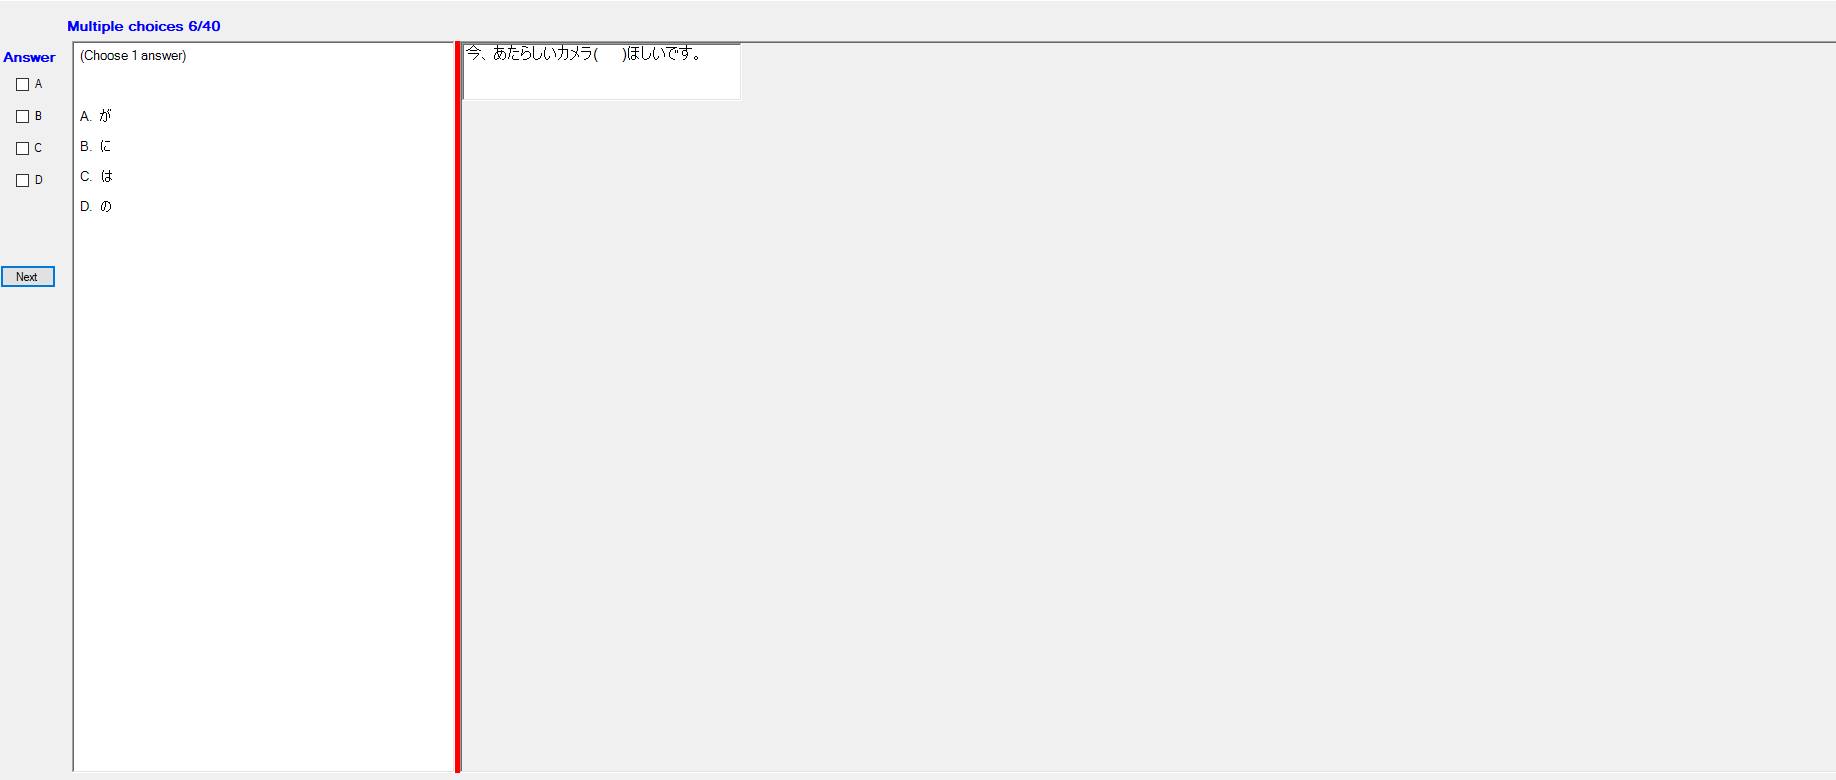 Multiple choices 6/40
Answer
A
B
C
D
Next
(Choose 1 answer)
A. が
B. に
C. は
D. の
今、あたらしいカメラ(　　)ほしいです。